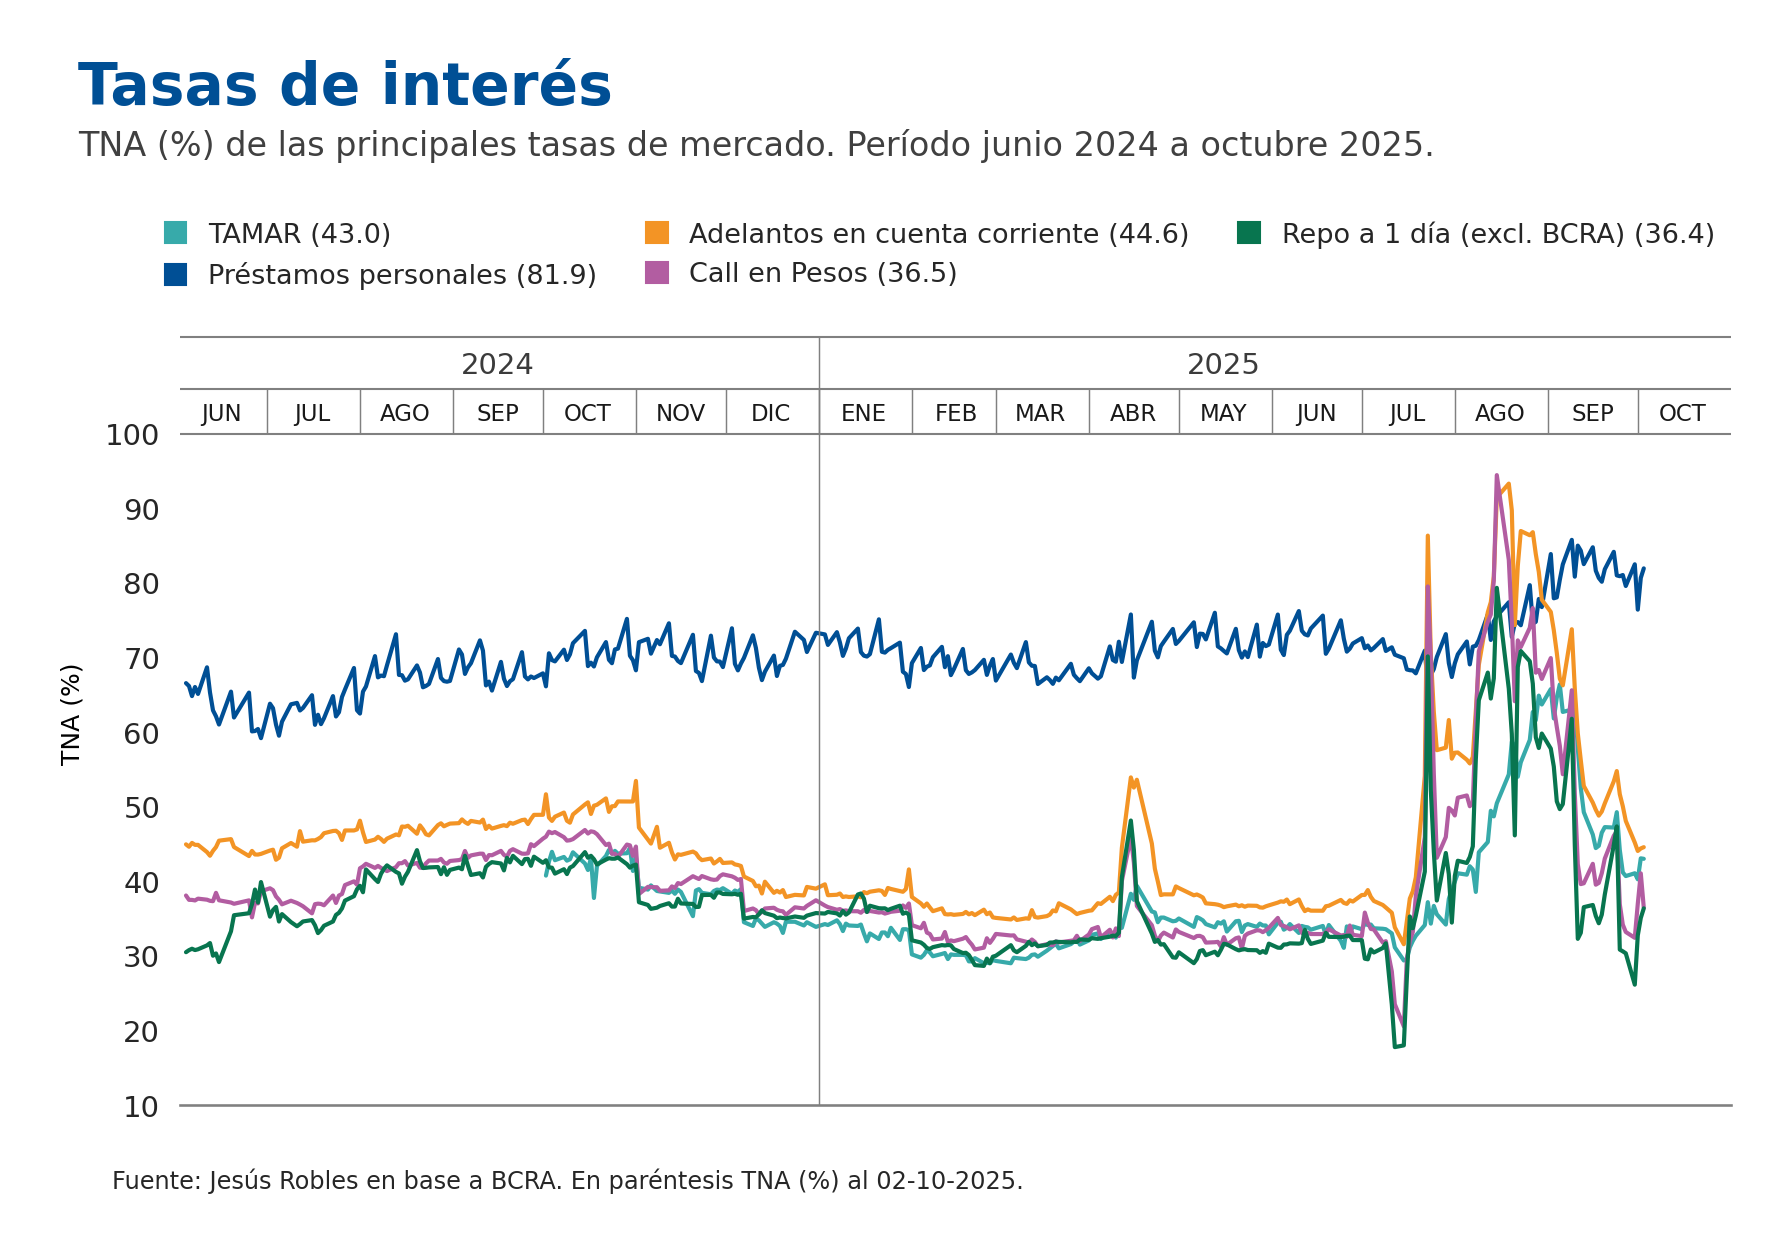 Tasas de interés
TNA (%) de las principales tasas de mercado. Período junio 2024 a octubre 2025.
TAMAR (43.0)
Adelantos en cuenta corriente (44.6)
Repo a 1 día (excl. BCRA) (36.4)
Préstamos personales (81.9)
Call en Pesos (36.5)
2024
2025
JUN JUL AGO SEP OCT NOV DIC ENE FEB MAR ABR MAY JUN JUL AGO SEP OCT
100
90
80
70
60
50
40
30
20
10
TNA (%)
Fuente: Jesús Robles en base a BCRA. En paréntesis TNA (%) al 02-10-2025.